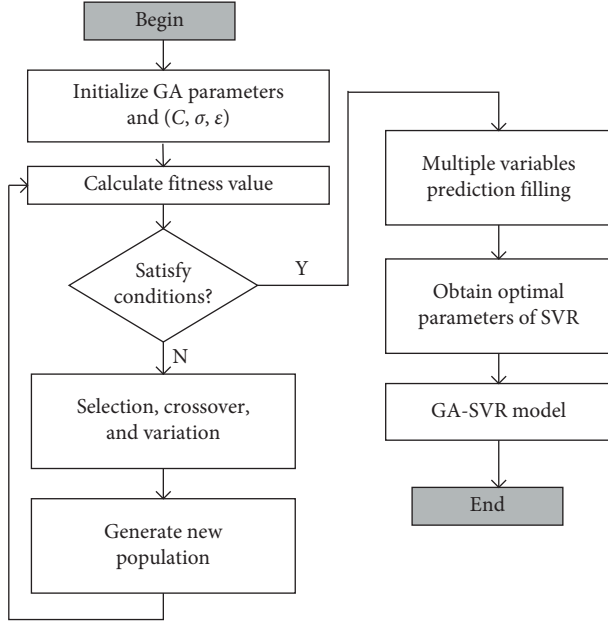 Begin
Initialize GA parameters
and (C, σ, ε)
Calculate fitness value
Satisfy
conditions?
Y
N
Selection, crossover,
and variation
Generate new
population
Multiple variables
prediction filling
Obtain optimal
parameters of SVR
GA-SVR model
End